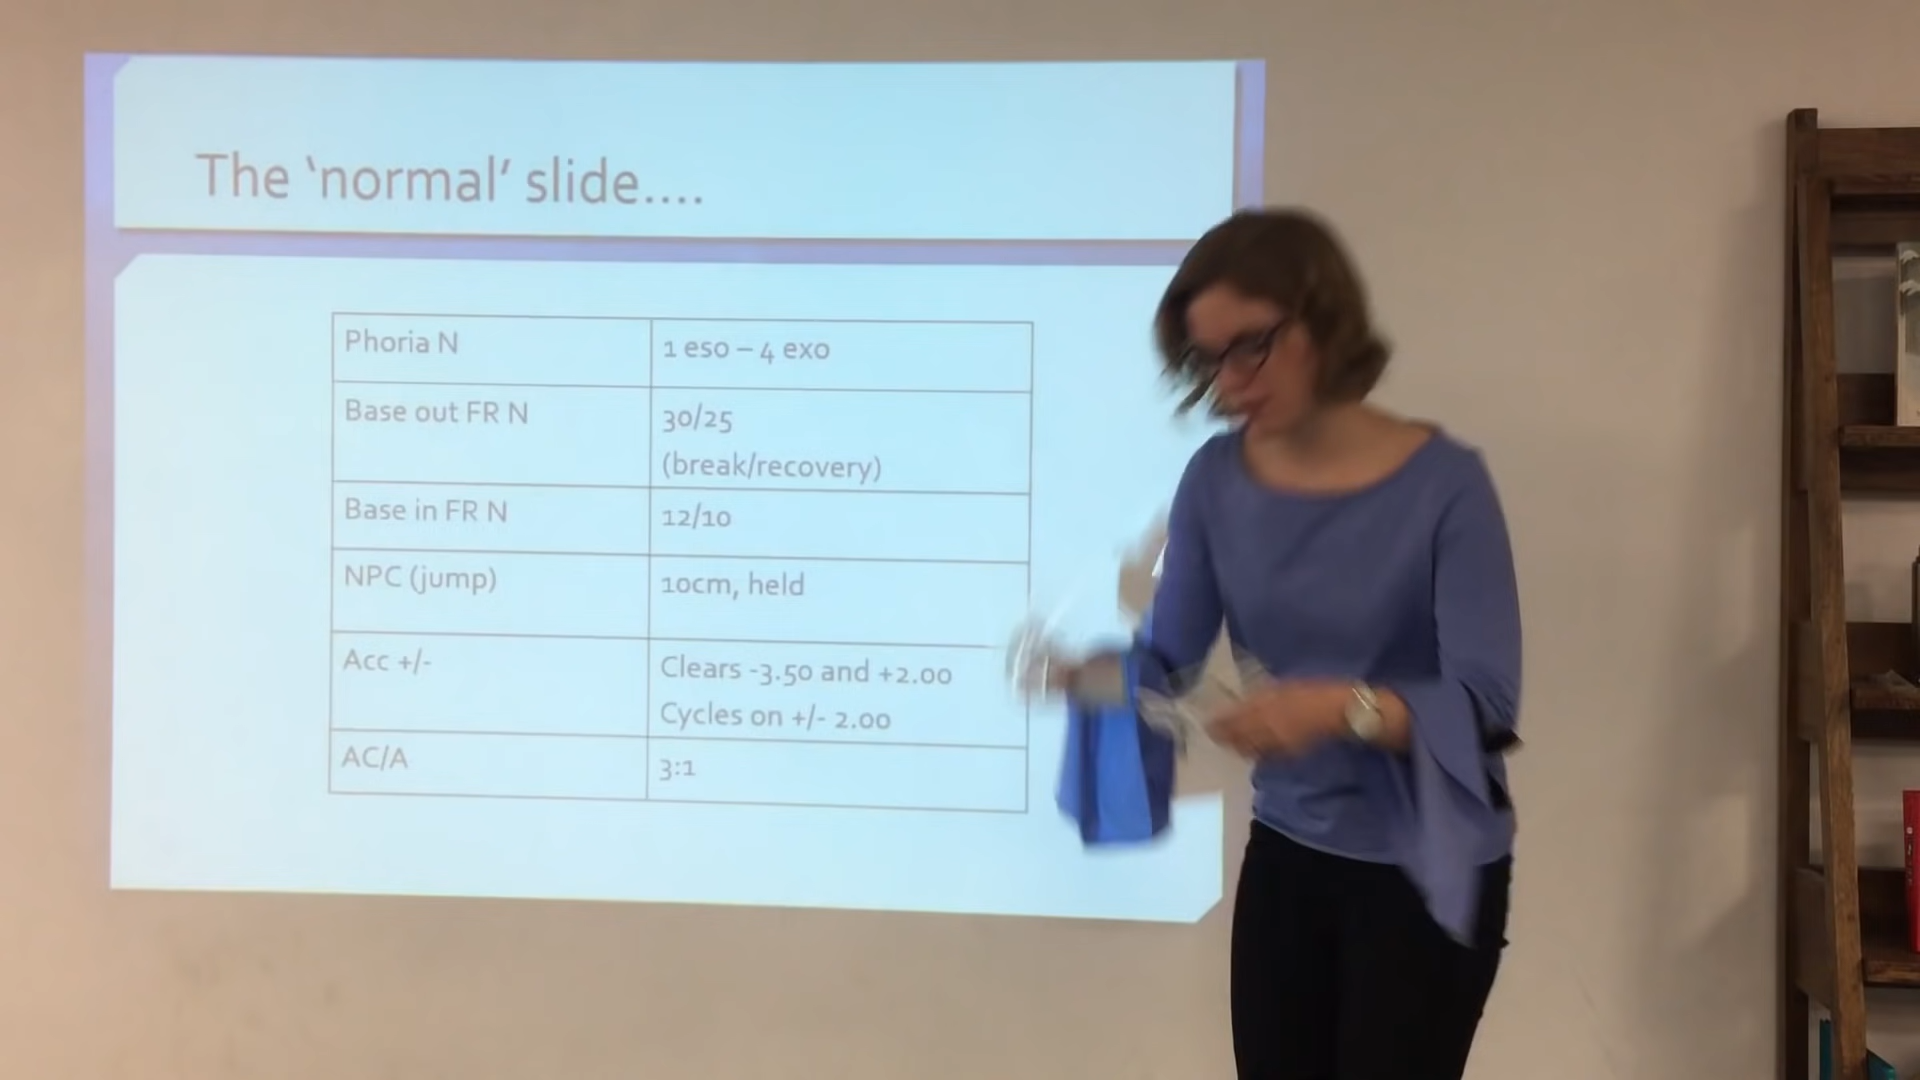 The ‘normal’ slide....
Phoria N
1 eso – 4 exo
Base out FR N
30/25
(break/recovery)
Base in FR N
12/10
NPC (jump)
10cm, held
Acc +/-
Clears -3.50 and +2.00
Cycles on +/- 2.00
AC/A
3:1